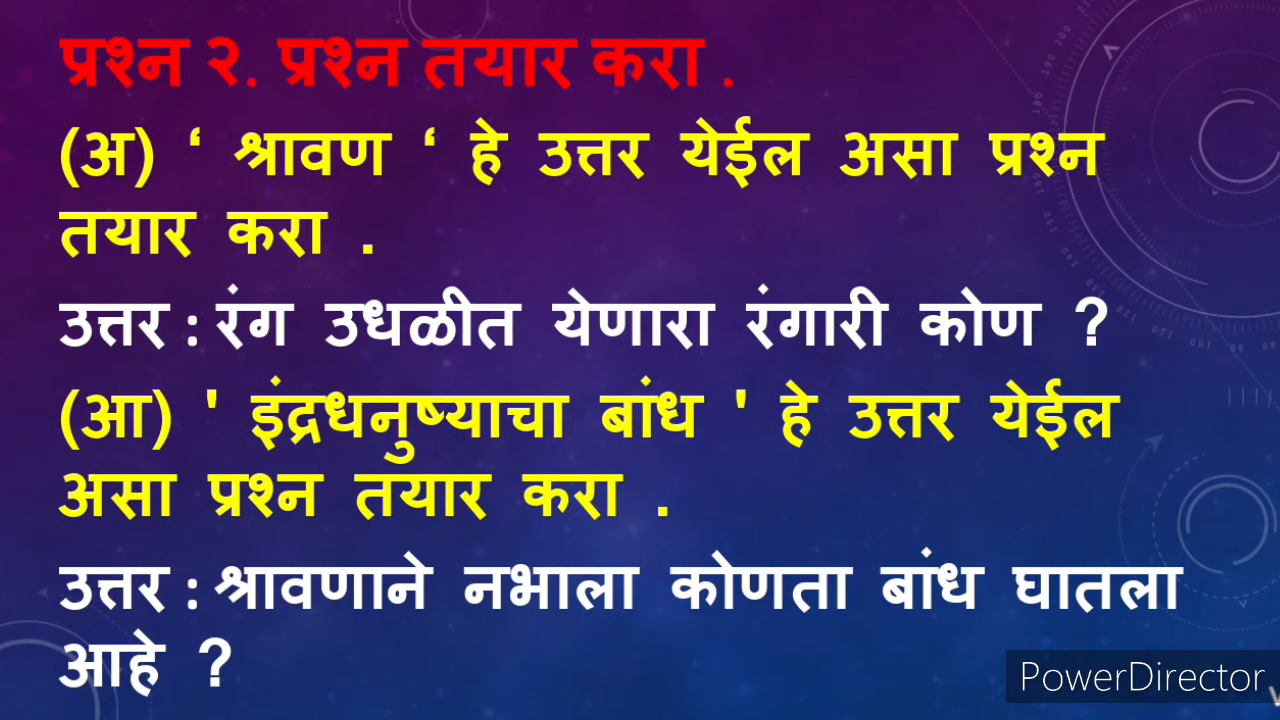 प्रश्न २. प्रश्न तयार करा .
(अ) ‘ श्रावण ‘ हे उत्तर येईल असा प्रश्न
तयार करा .
उत्तर : रंग उधळीत येणारा रंगारी कोण ?
(आ) ' इंद्रधनुष्याचा बांध ' हे उत्तर येईल
असा प्रश्न तयार करा .
उत्तर : श्रावणाने नभाला कोणता बांध घातला
आहे ?
PowerDirector